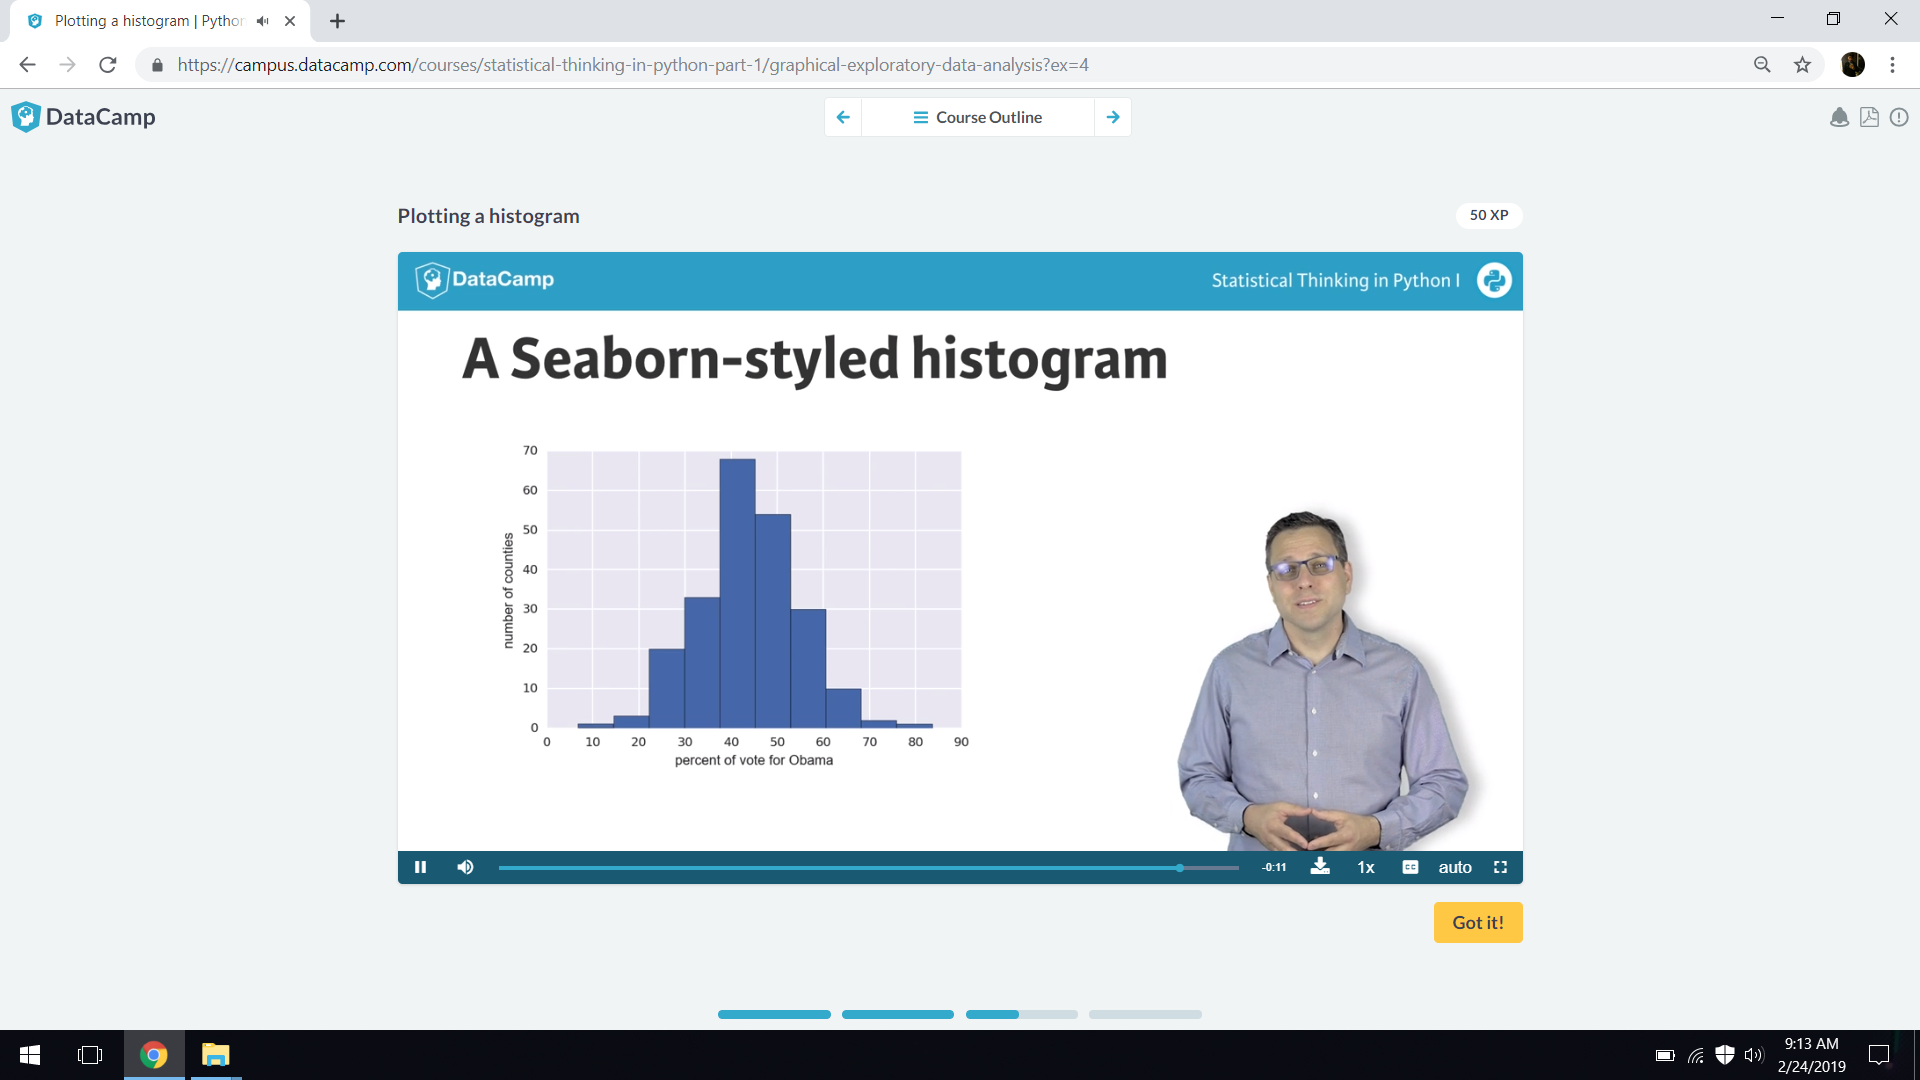 Plotting a histogram | Python
https://campus.datacamp.com/courses/statistical-thinking-in-python-part-1/graphical-exploratory-data-analysis?ex=4
DataCamp
Course Outline
Plotting a histogram
50 XP
DataCamp
Statistical Thinking in Python I
A Seaborn-styled histogram
70
60
50
40
30
20
10
0
number of counties
0 10 20 30 40 50 60 70 80 90
percent of vote for Obama
-0:11
1x
CC
auto
Got it!
9:13 AM
2/24/2019